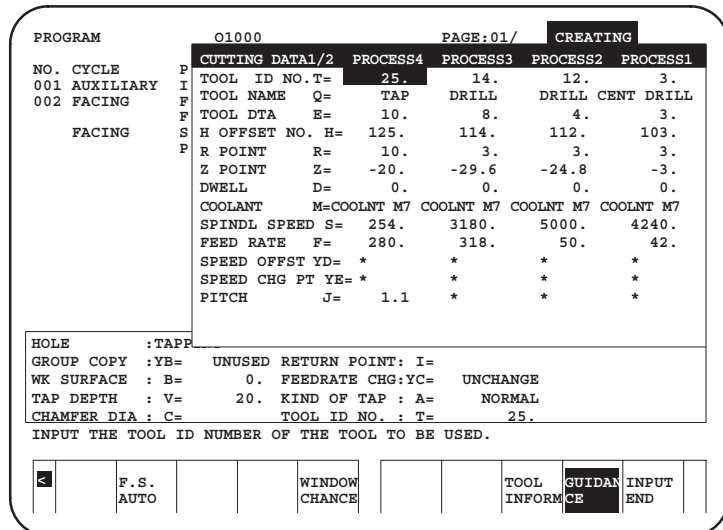 PROGRAM O1000 PAGE:01/ CREATING
CUTTING DATA1/2 PROCESS4 PROCESS3 PROCESS2 PROCESS1
NO. CYCLE P TOOL ID NO.T= 25. 14. 12. 3.
001 AUXILIARY I TOOL NAME Q= TAP DRILL DRILL CENT DRILL
002 FACING F TOOL DTA E= 10. 8. 4. 3.
F H OFFSET NO. H= 125. 114. 112. 103.
FACING S R POINT R= 10. 3. 3. 3.
P Z POINT Z= -20. -29.6 -24.8 -3.
DWELL D= 0. 0. 0. 0.
COOLANT M=COOLNT M7 COOLNT M7 COOLNT M7 COOLNT M7
SPINDL SPEED S= 254. 3180. 5000. 4240.
FEED RATE F= 280. 318. 50. 42.
SPEED OFFST YD= * * * *
SPEED CHG PT YE= * * * *
PITCH J= 1.1 * * *
HOLE :TAPP
GROUP COPY :YB= UNUSED RETURN POINT: I=
WK SURFACE : B= 0. FEEDRATE CHG:YC= UNCHANGE
TAP DEPTH : V= 20. KIND OF TAP : A= NORMAL
CHAMFER DIA : C= TOOL ID NO. : T= 25.
INPUT THE TOOL ID NUMBER OF THE TOOL TO BE USED.
< F.S. AUTO WINDOW CHANCE TOOL INFORM GUIDAN CE INPUT END